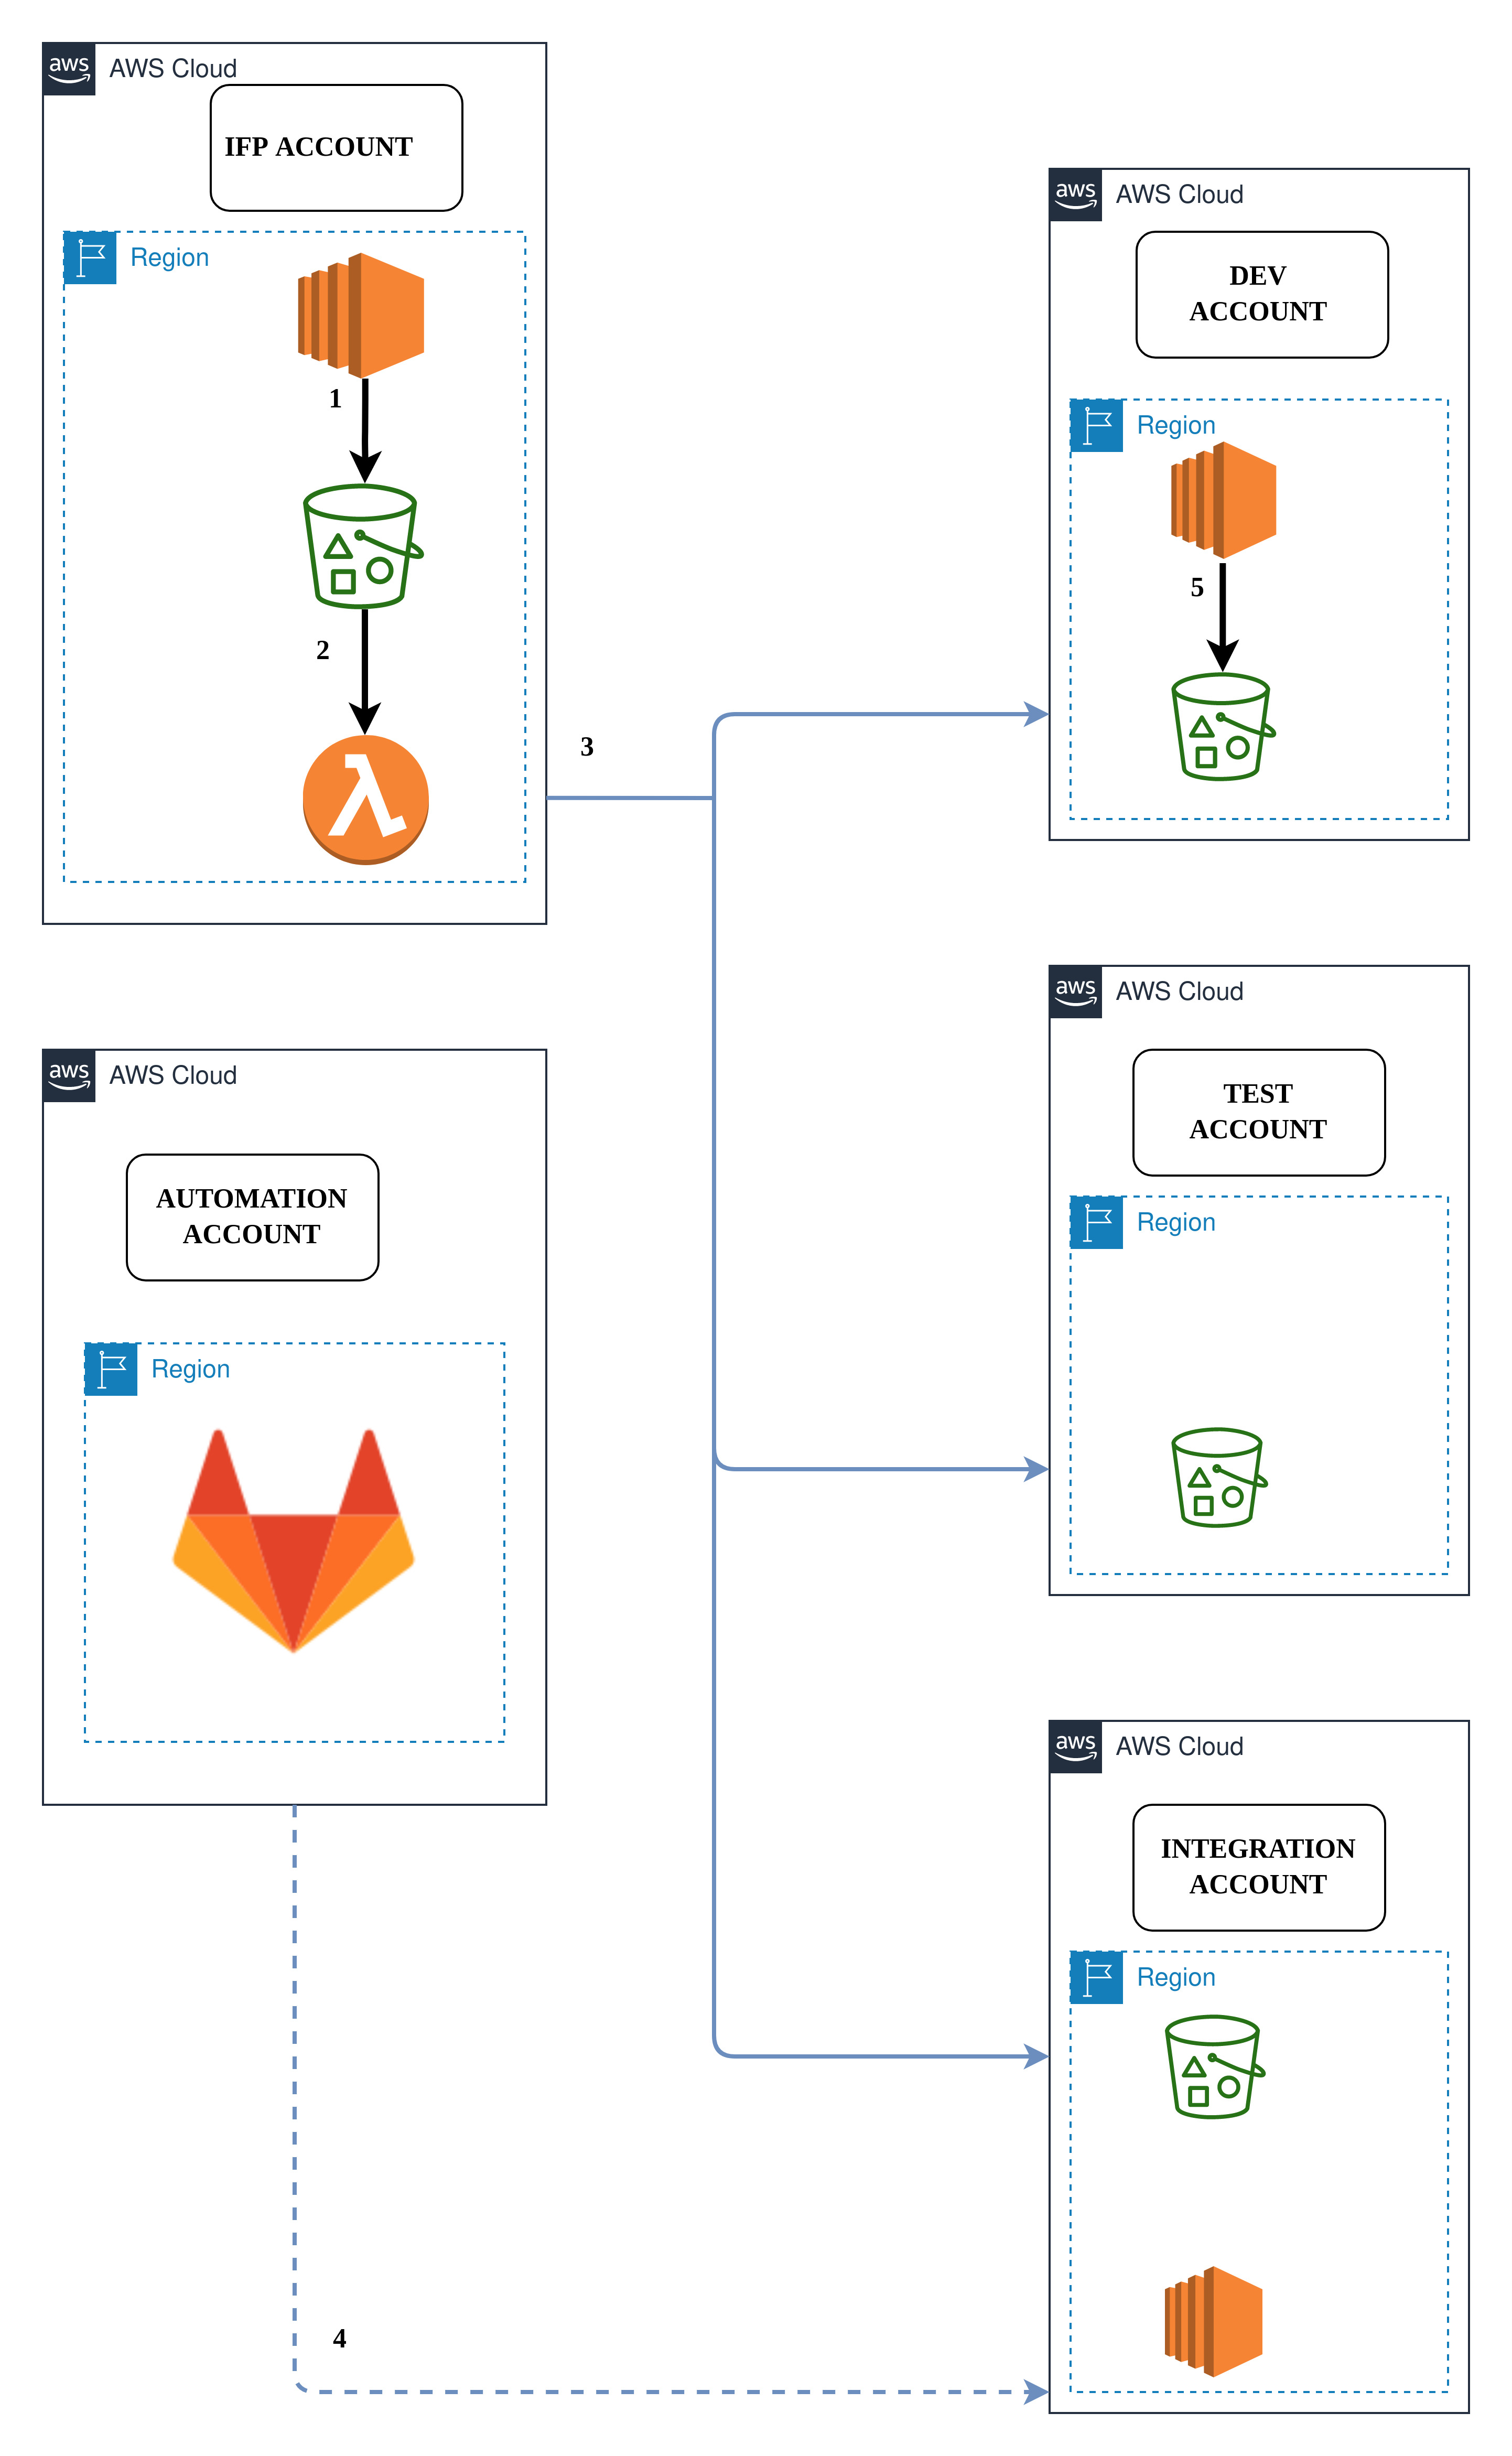 aws
AWS Cloud
IFP ACCOUNT
Region
1
2
3
aws
AWS Cloud
DEV
ACCOUNT
Region
5
aws
AWS Cloud
TEST
ACCOUNT
Region
aws
AWS Cloud
AUTOMATION
ACCOUNT
Region
aws
AWS Cloud
INTEGRATION
ACCOUNT
Region
4